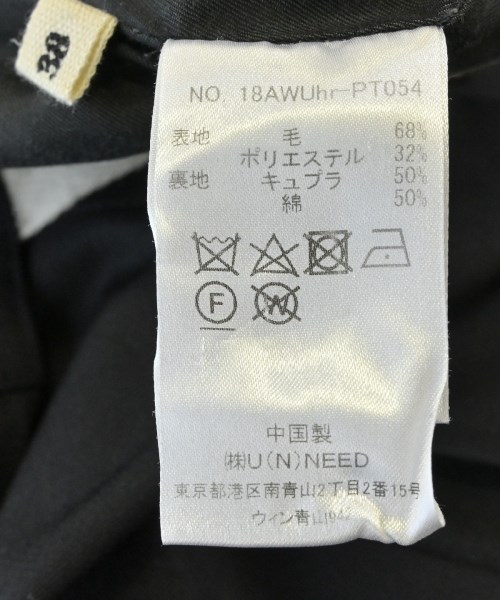 38
NO. 18AWUhr-PT054
表地 毛 68%
ポリエステル 32%
裏地 キュプラ 50%
綿 50%
F
W
中国製
㈱U(N)NEED
東京都港区南青山2丁目2番15号
ウィン青山942